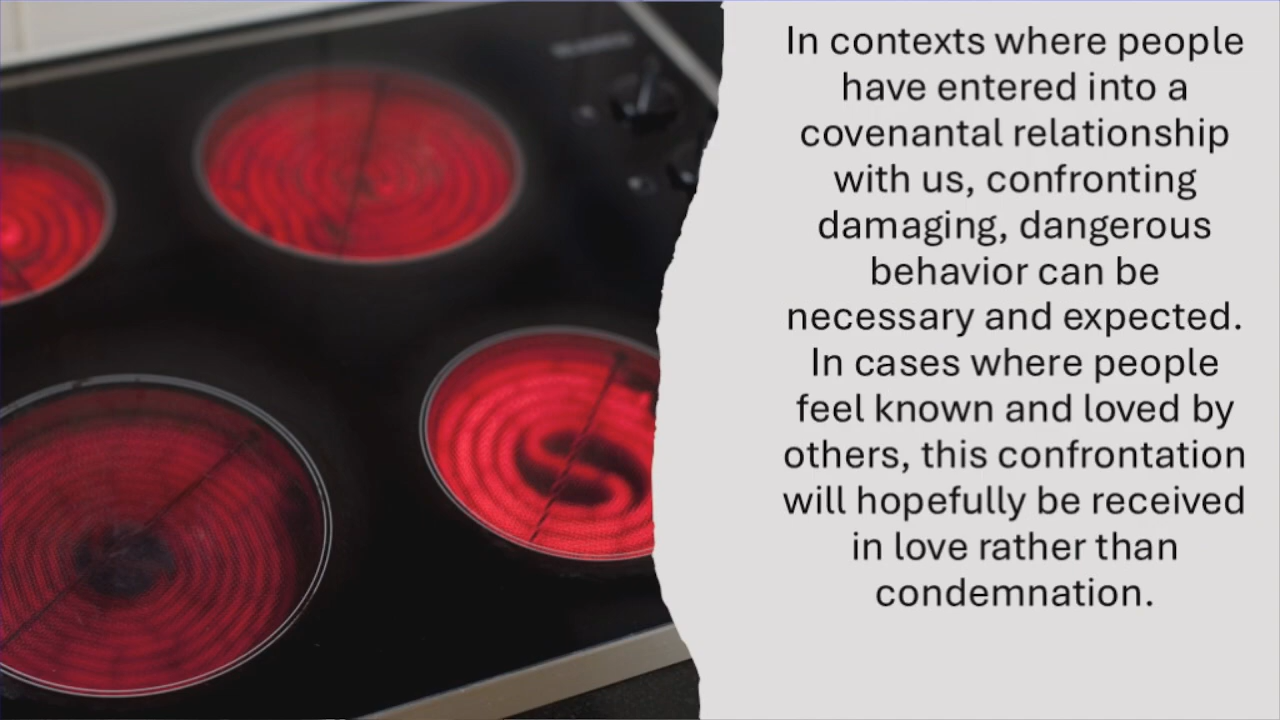 In contexts where people
have entered into a
covenantal relationship
with us, confronting
damaging, dangerous
behavior can be
necessary and expected.
In cases where people
feel known and loved by
others, this confrontation
will hopefully be received
in love rather than
condemnation.